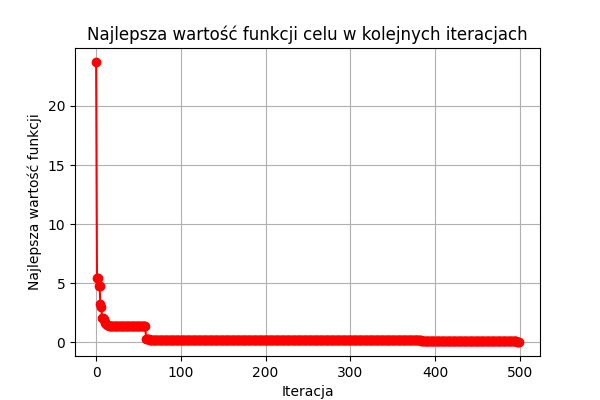 Najlepsza wartość funkcji celu w kolejnych iteracjach
Najlepsza wartość funkcji
20
15
10
5
0
0 100 200 300 400 500
Iteracja